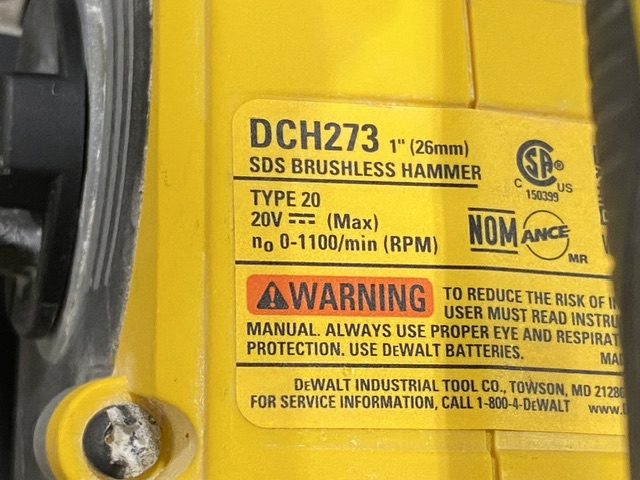 DCH273 1" (26mm)
SDS BRUSHLESS HAMMER
CSA®
C US
150399
TYPE 20
20V ⎓ (Max)
n₀ 0-1100/min (RPM)
NOM ANCE
MR
WARNING
TO REDUCE THE RISK OF
USER MUST READ
MANUAL. ALWAYS USE PROPER EYE AND
PROTECTION. USE DeWALT BATTERIES.
DeWALT INDUSTRIAL TOOL CO., TOWSON, MD 21286
FOR SERVICE INFORMATION, CALL 1-800-4-DeWALT